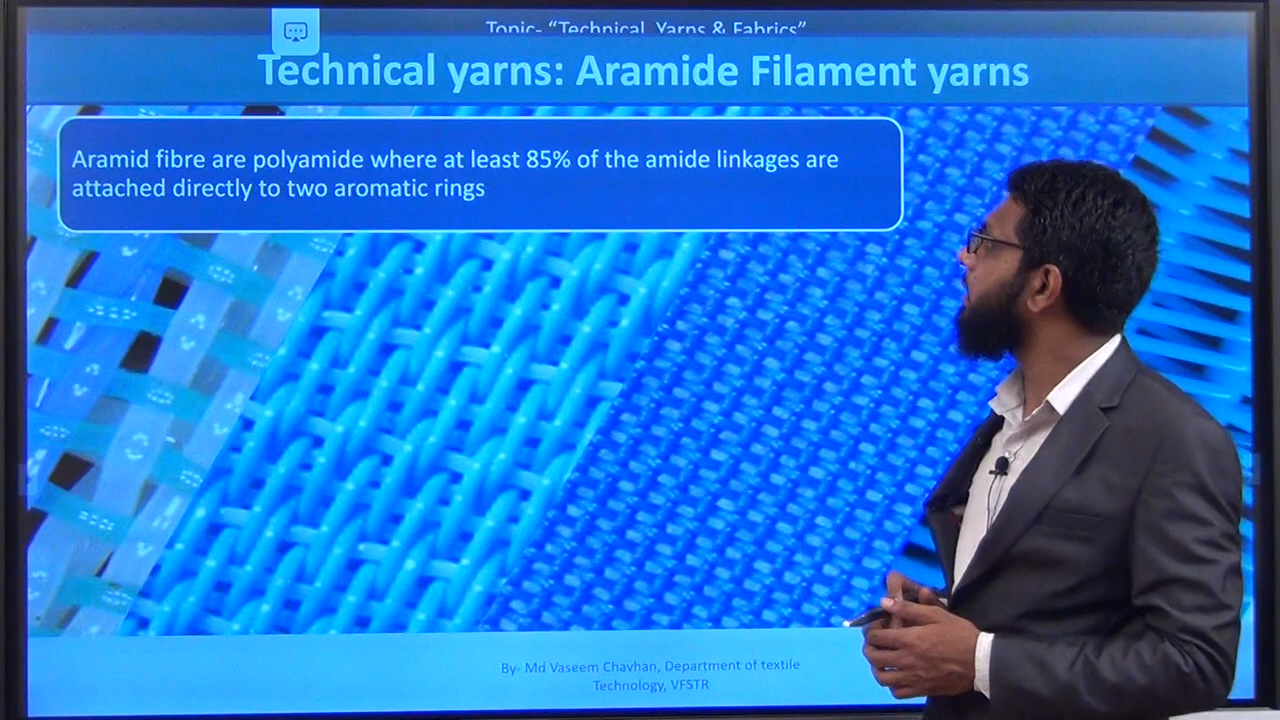 Topic- “Technical Yarns & Fabrics”
Technical yarns: Aramide Filament yarns
Aramid fibre are polyamide where at least 85% of the amide linkages are
attached directly to two aromatic rings
By- Md Vaseem Chavhan, Department of textile
Technology, VFSTR